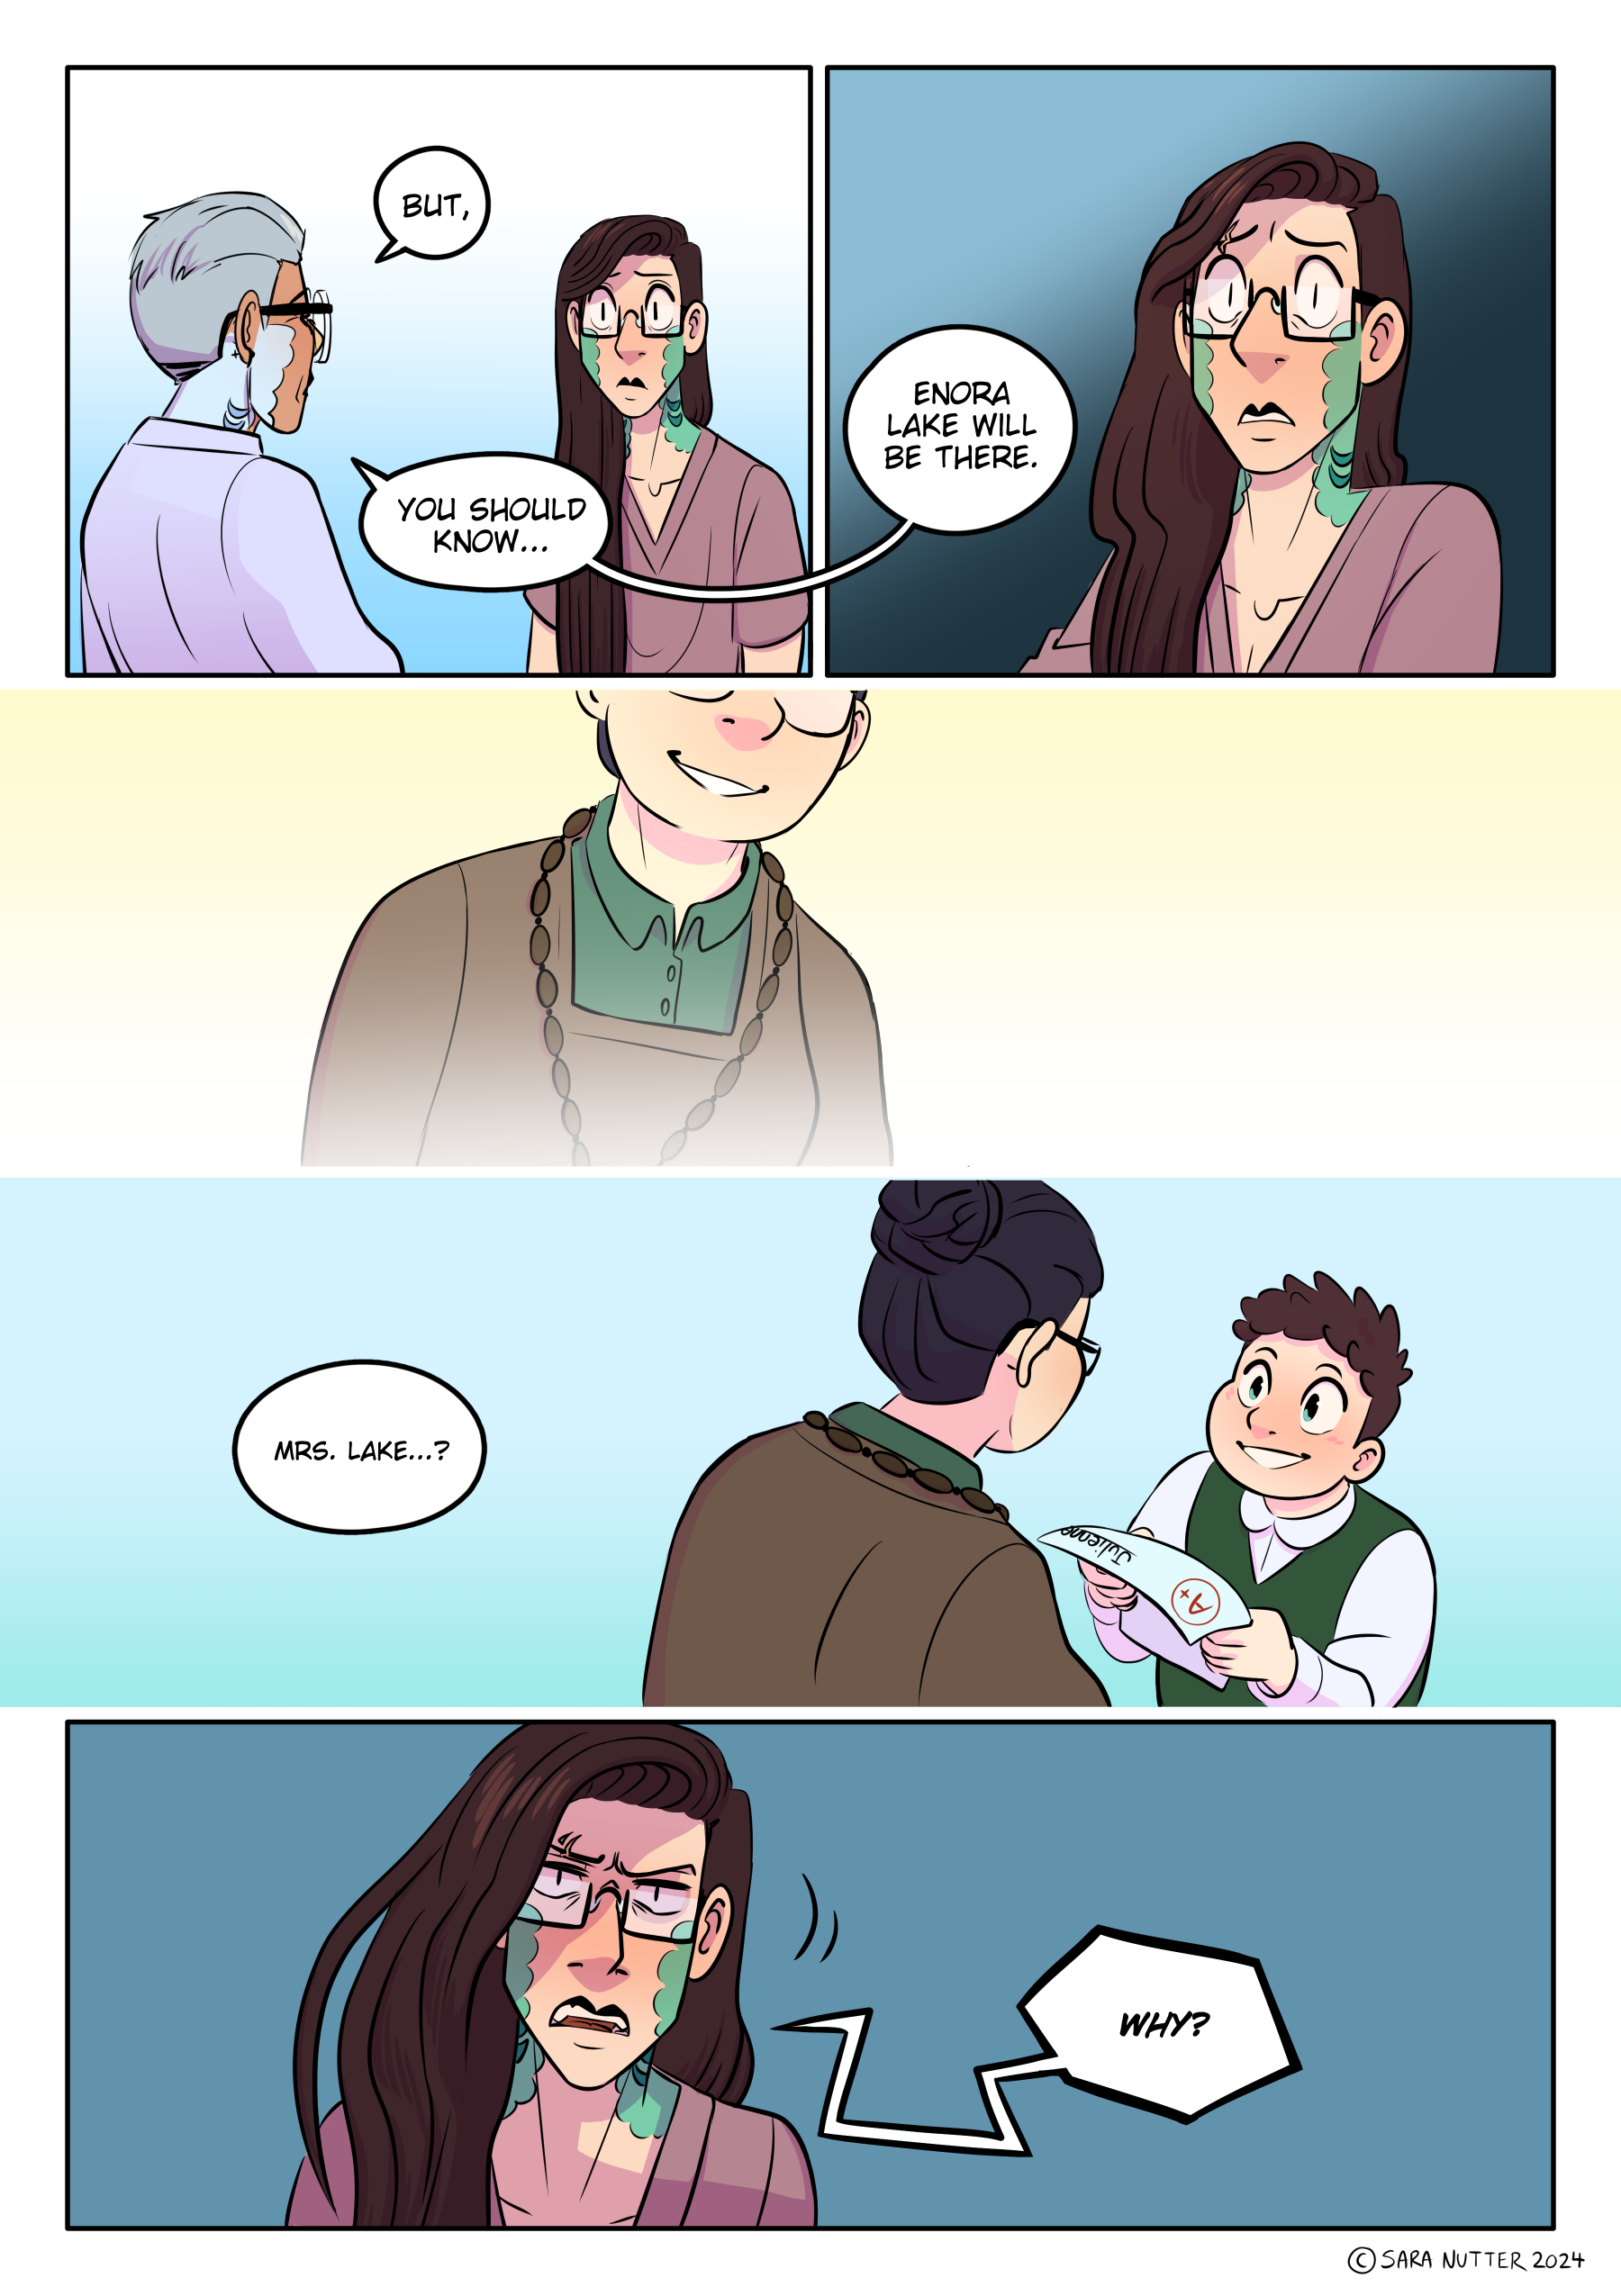 BUT,
YOU SHOULD
KNOW...
ENORA
LAKE WILL
BE THERE.
MRS. LAKE...?
Julienne
A+
WHY?
© SARA NUTTER 2024